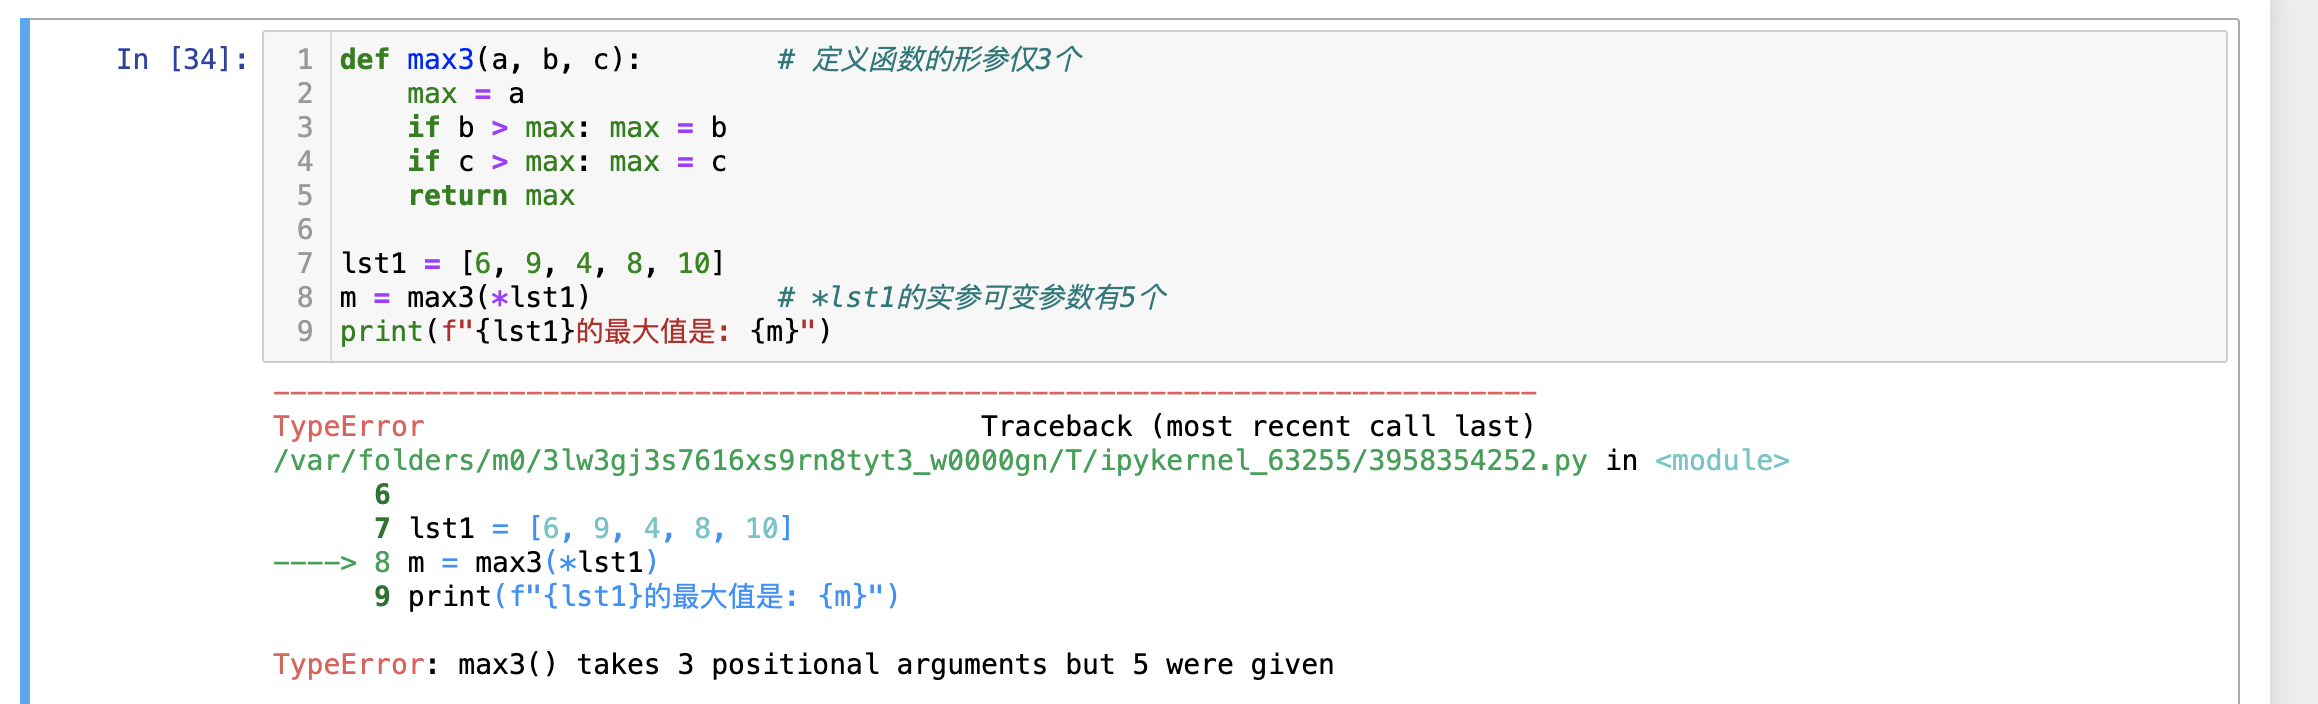 In [34]:
1 def max3(a, b, c):        # 定义函数的形参仅3个
2     max = a
3     if b > max: max = b
4     if c > max: max = c
5     return max
6
7 lst1 = [6, 9, 4, 8, 10]
8 m = max3(*lst1)           # *lst1的实参可变参数有5个
9 print(f"{lst1}的最大值是: {m}")
---------------------------------------------------------------------------
TypeError                                 Traceback (most recent call last)
/var/folders/m0/3lw3gj3s7616xs9rn8tyt3_w0000gn/T/ipykernel_63255/3958354252.py in <module>
      6
      7 lst1 = [6, 9, 4, 8, 10]
----> 8 m = max3(*lst1)
      9 print(f"{lst1}的最大值是: {m}")
TypeError: max3() takes 3 positional arguments but 5 were given